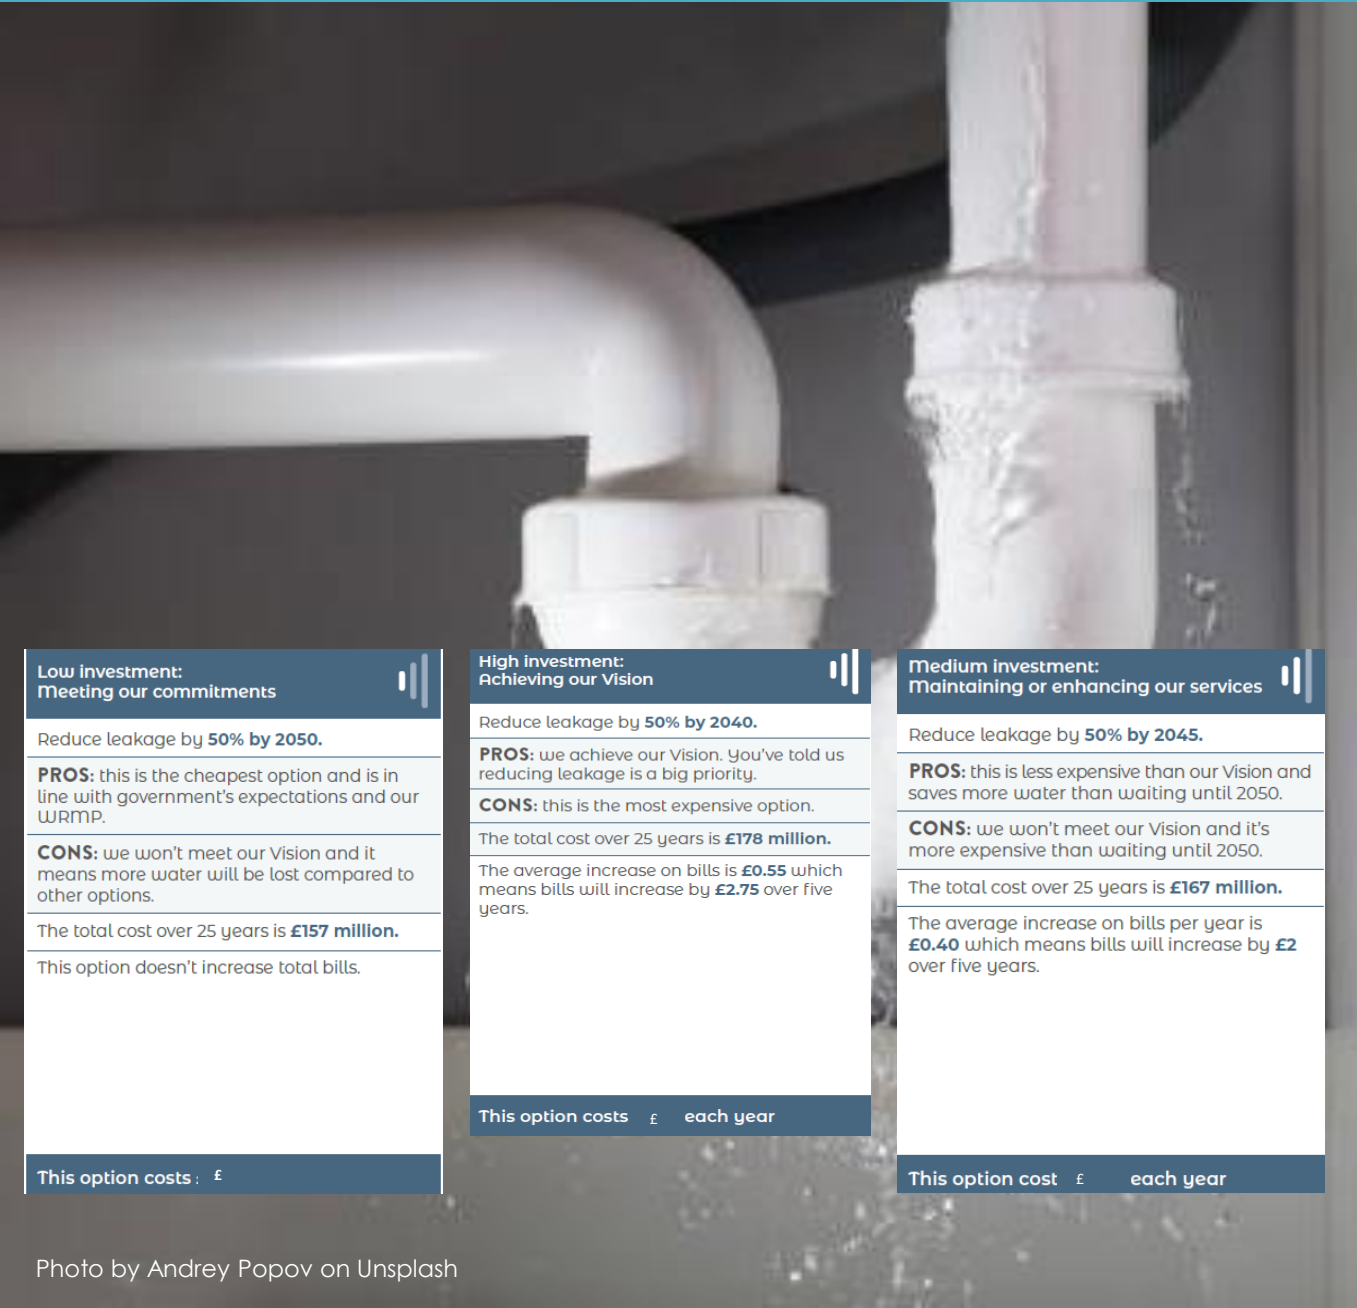 Low investment:
Meeting our commitments
Reduce leakage by 50% by 2050.
PROS: this is the cheapest option and is in
line with government's expectations and our
WRMP.
CONS: we won't meet our Vision and it
means more water will be lost compared to
other options.
The total cost over 25 years is £157 million.
This option doesn't increase total bills.
This option costs : £
High investment:
Achieving our Vision
Reduce leakage by 50% by 2040.
PROS: we achieve our Vision. You've told us
reducing leakage is a big priority.
CONS: this is the most expensive option.
The total cost over 25 years is £178 million.
The average increase on bills is £0.55 which
means bills will increase by £2.75 over five
years.
This option costs £ each year
Medium investment:
Maintaining or enhancing our services
Reduce leakage by 50% by 2045.
PROS: this is less expensive than our Vision and
saves more water than waiting until 2050.
CONS: we won't meet our Vision and it's
more expensive than waiting until 2050.
The total cost over 25 years is £167 million.
The average increase on bills per year is
£0.40 which means bills will increase by £2
over five years.
This option cost £ each year
Photo by Andrey Popov on Unsplash